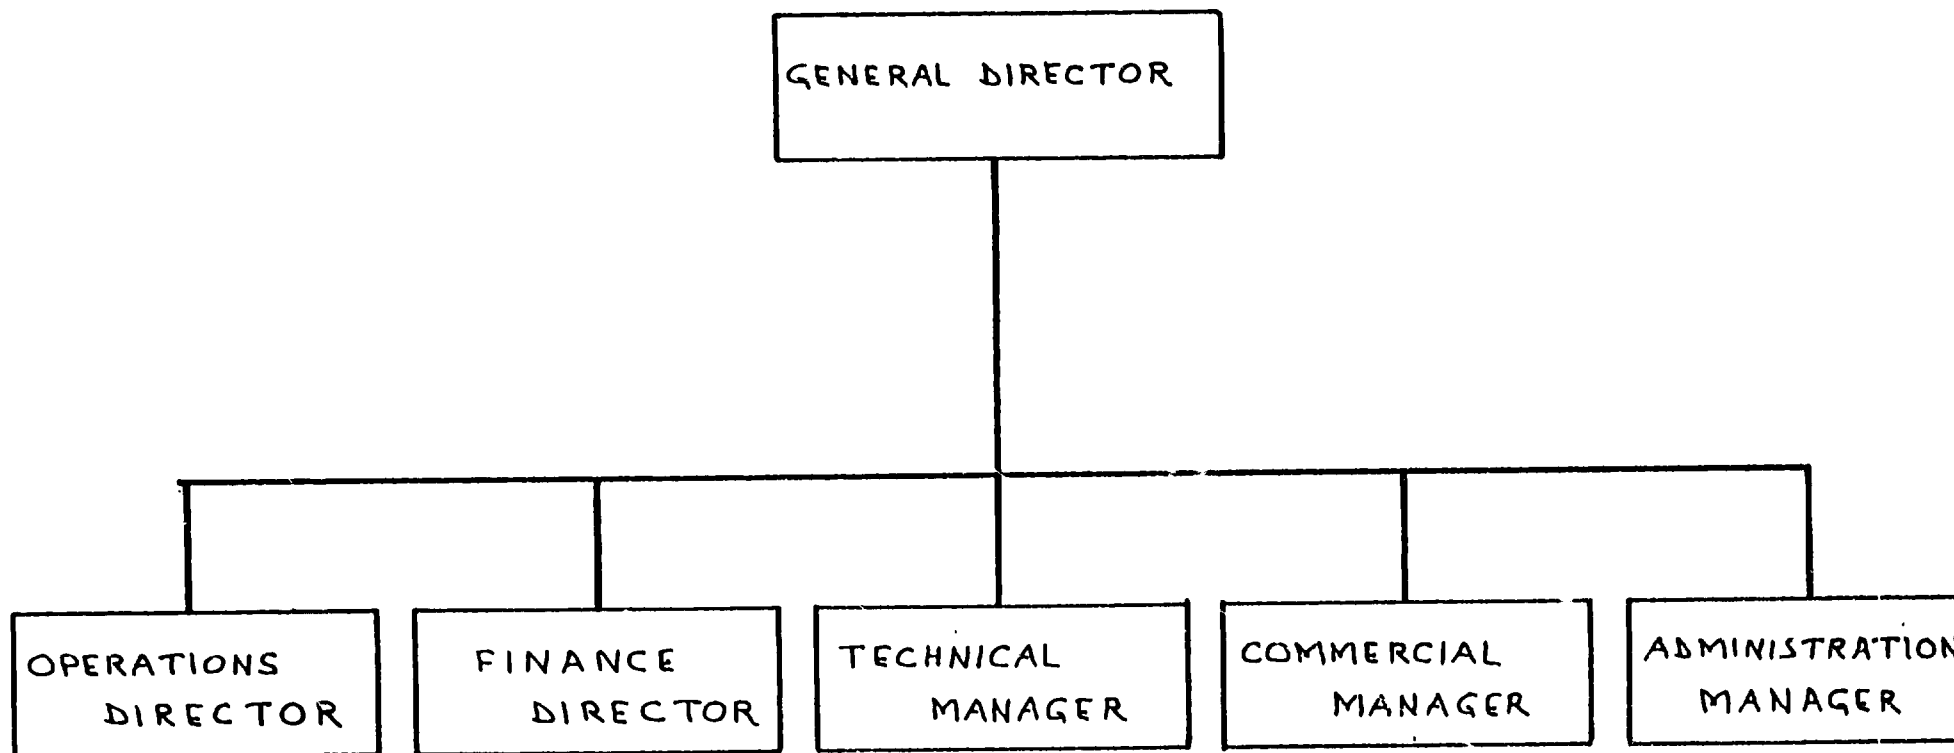 GENERAL DIRECTOR
OPERATIONS
DIRECTOR
FINANCE
DIRECTOR
TECHNICAL
MANAGER
COMMERCIAL
MANAGER
ADMINISTRATION
MANAGER